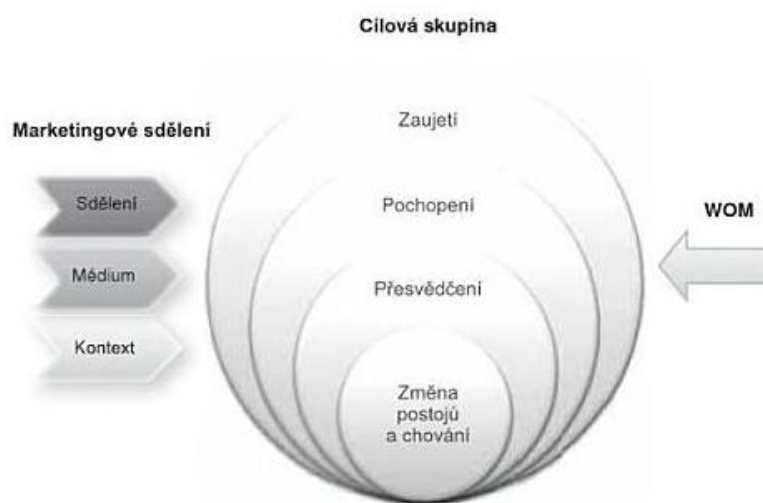 Cílová skupina
Marketingové sdělení
Sdělení
Médium
Kontext
Zaujetí
Pochopení
Přesvědčení
Změna
postojů
a chování
WOM